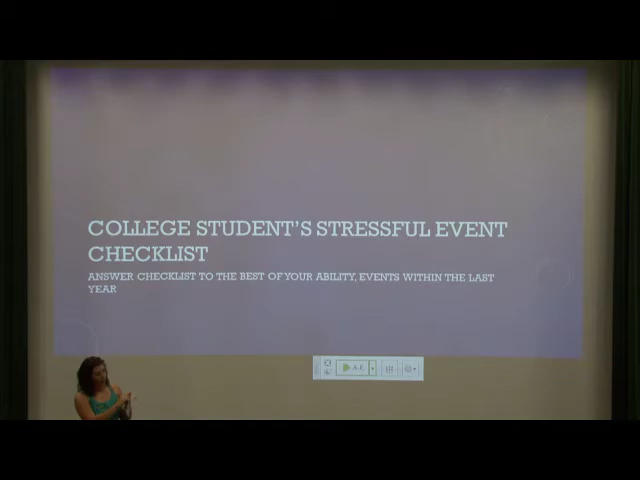 COLLEGE STUDENT'S STRESSFUL EVENT
CHECKLIST
ANSWER CHECKLIST TO THE BEST OF YOUR ABILITY, EVENTS WITHIN THE LAST
YEAR
A-E